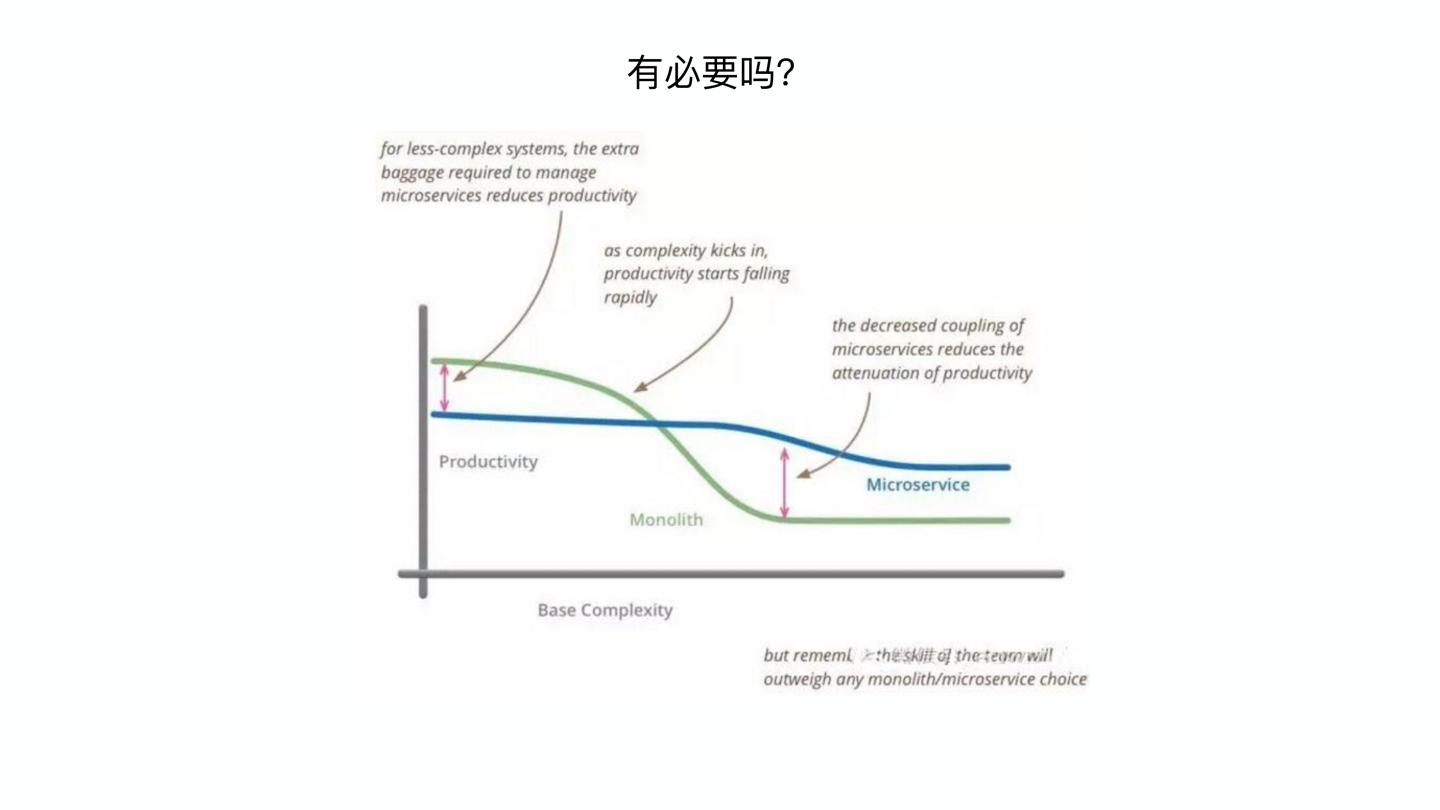 有必要吗？
for less-complex systems, the extra
baggage required to manage
microservices reduces productivity
as complexity kicks in,
productivity starts falling
rapidly
the decreased coupling of
microservices reduces the
attenuation of productivity
Productivity
Microservice
Monolith
Base Complexity
but the skill of the team will
outweigh any monolith/microservice choice